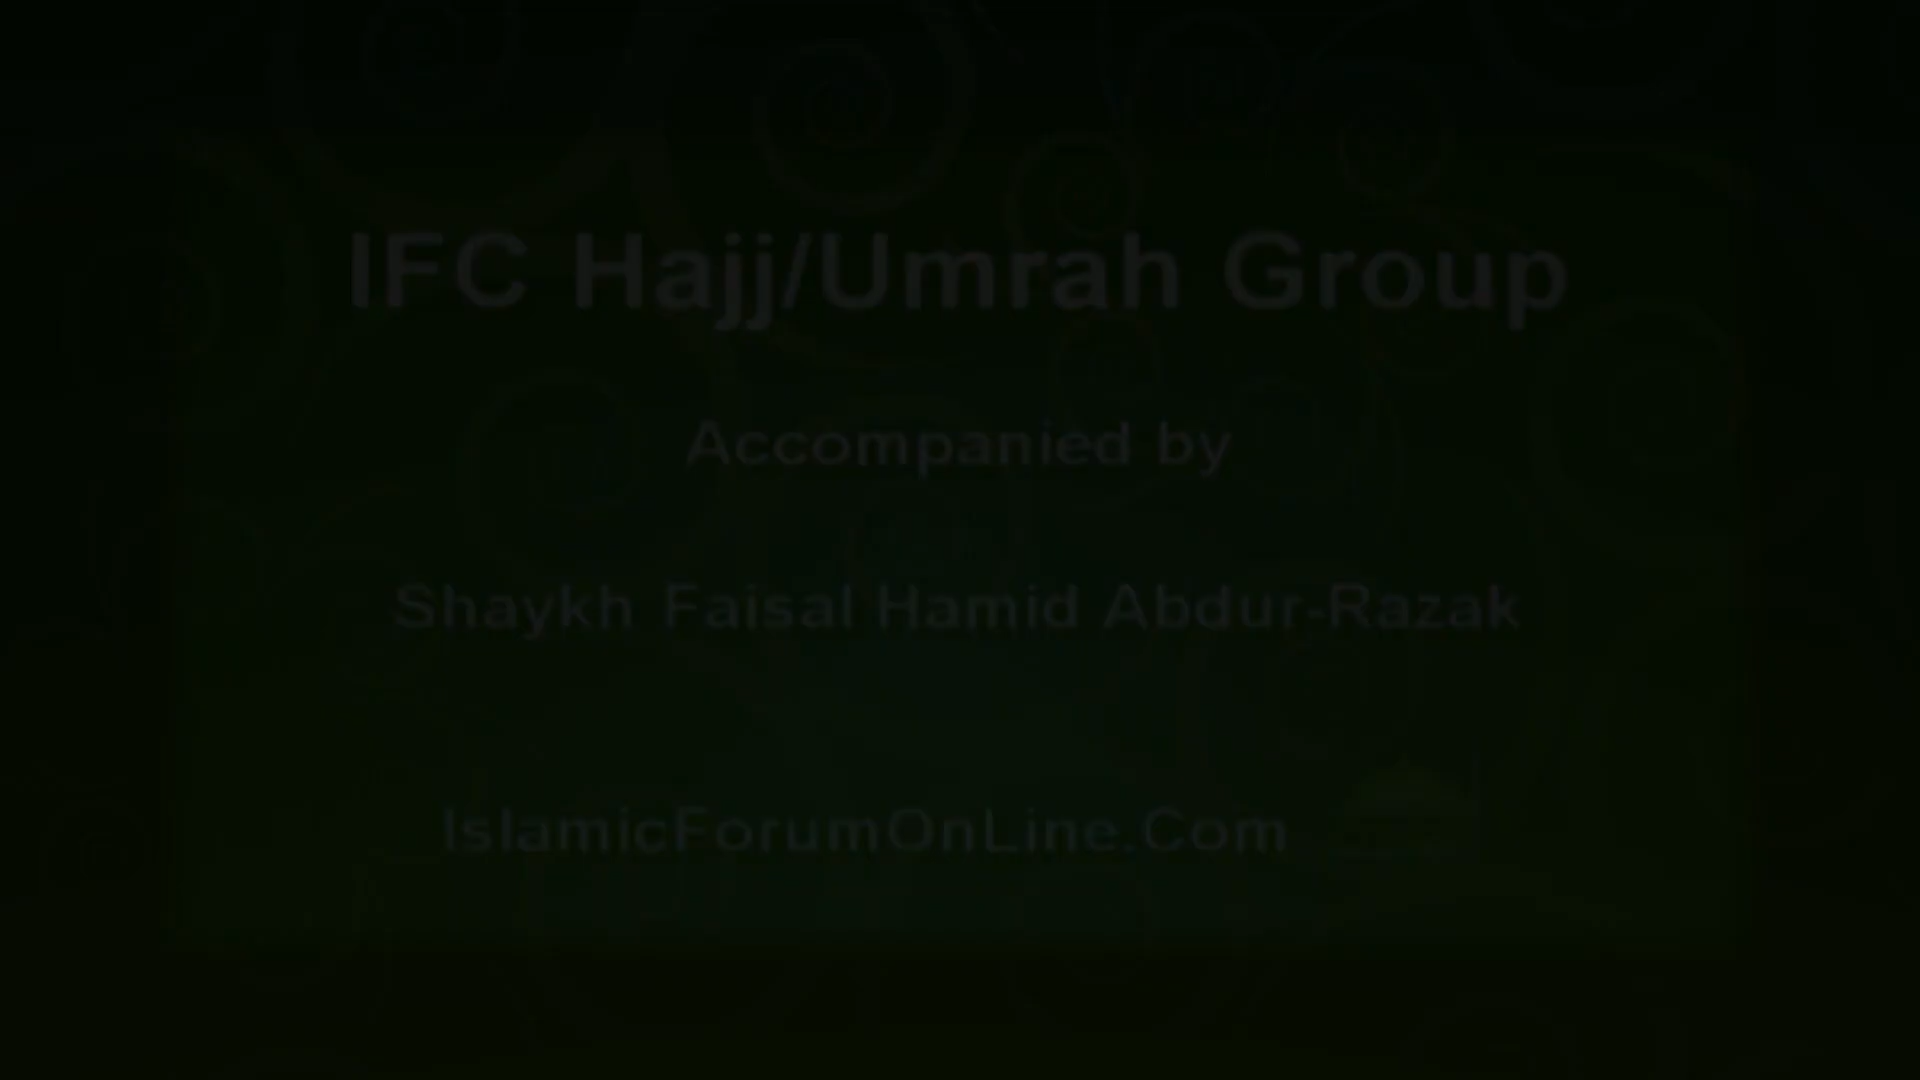 IFC Hajj/Umrah Group
Accompanied by
Shaykh Faisal Hamid Abdur-Razak
IslamicForumOnLine.Com